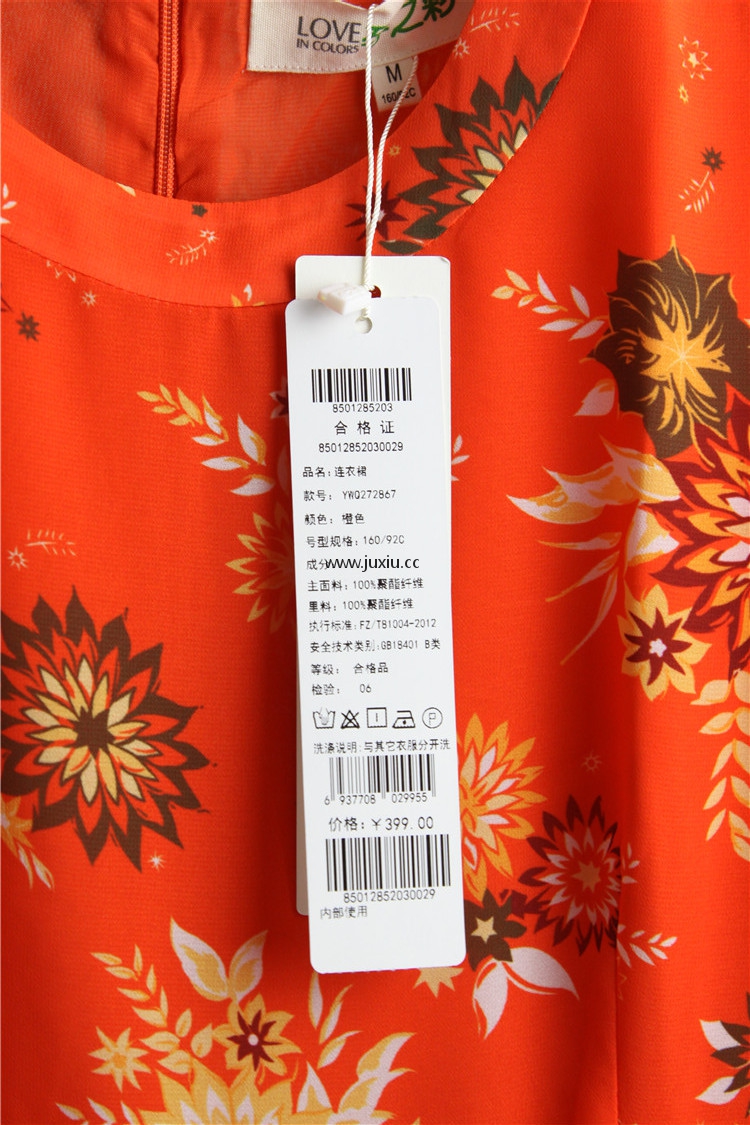 LOVE
IN COLORS
M
160/92C
8501285203
合格证
85012852030029
品名:连衣裙
款号: YWQ272867
颜色: 橙色
号型规格:160/92C
成分
www.juxiu.cc
主面料:100%聚酯纤维
里料:100%聚酯纤维
执行标准:FZ/T81004-2012
安全技术类别:GB18401 B类
等级: 合格品
检验: 06
P
洗涤说明:与其它衣服分开洗
6 937708 029955
价格:¥399.00
85012852030029
内部使用